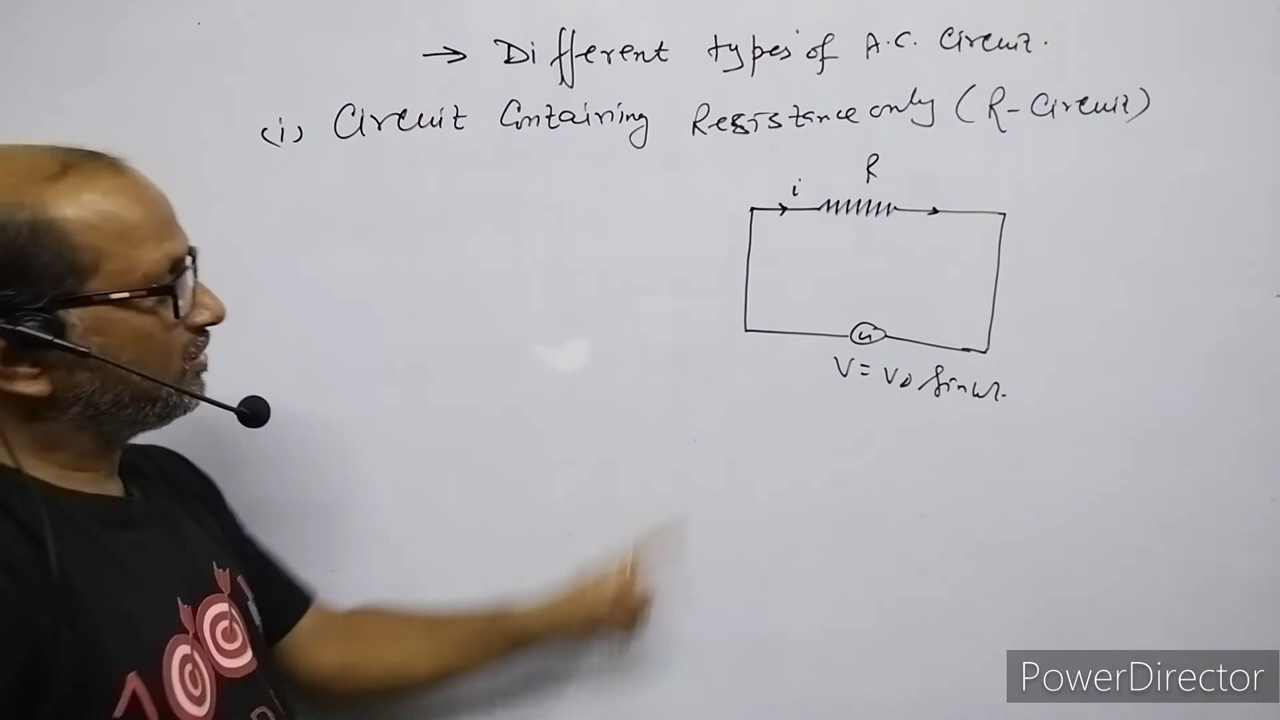 → Different types of A.C. Circuit.
(i) Circuit Containing Resistance only (R-Circuit)
R
i
V = V₀ sinωt.
PowerDirector